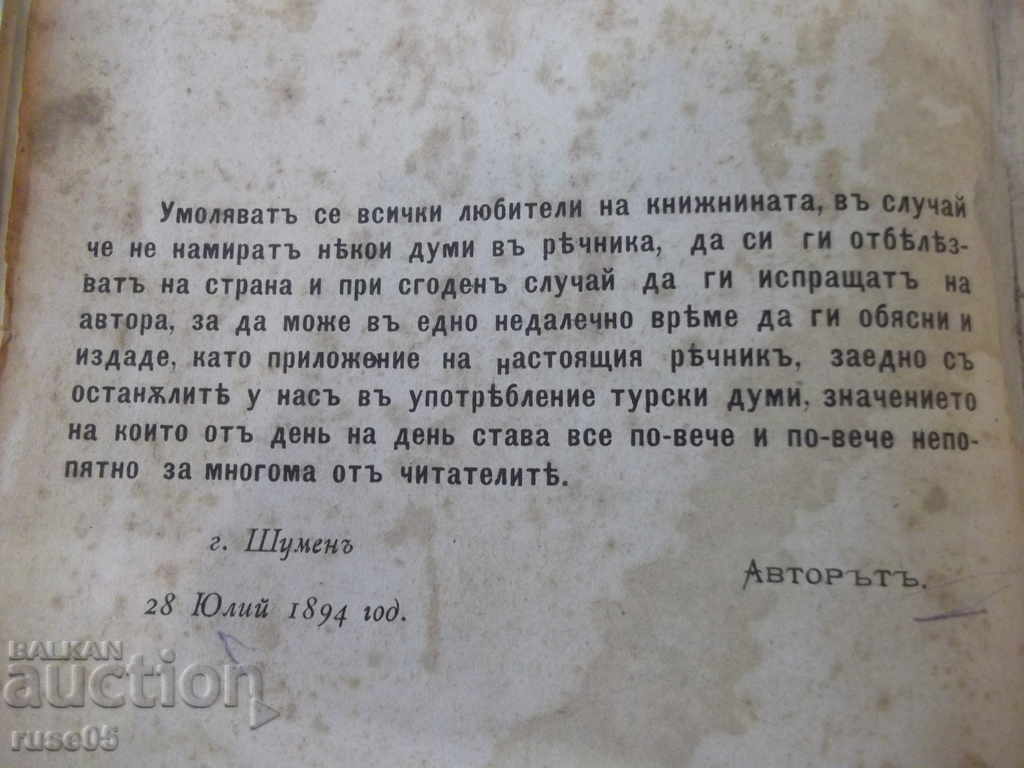 Умоляватъ се всички любители на книжнината, въ случай
че не намиратъ нѣкои думи въ рѣчника, да си ги отбѣлѣз-
ватъ на страна и при сгоденъ случай да ги испращатъ на
автора, за да може въ едно недалечно врѣме да ги обясни и
издаде, като приложение на настоящия рѣчникъ, заедно съ
останѫлитѣ у насъ въ употрѣбление турски думи, значението
на които отъ день на день става все по-вече и по-вече непо-
пятно за многома отъ читателитѣ.
г. Шуменъ
Авторътъ.
28 Юлий 1894 год.
BALKAN
auction
ruse05